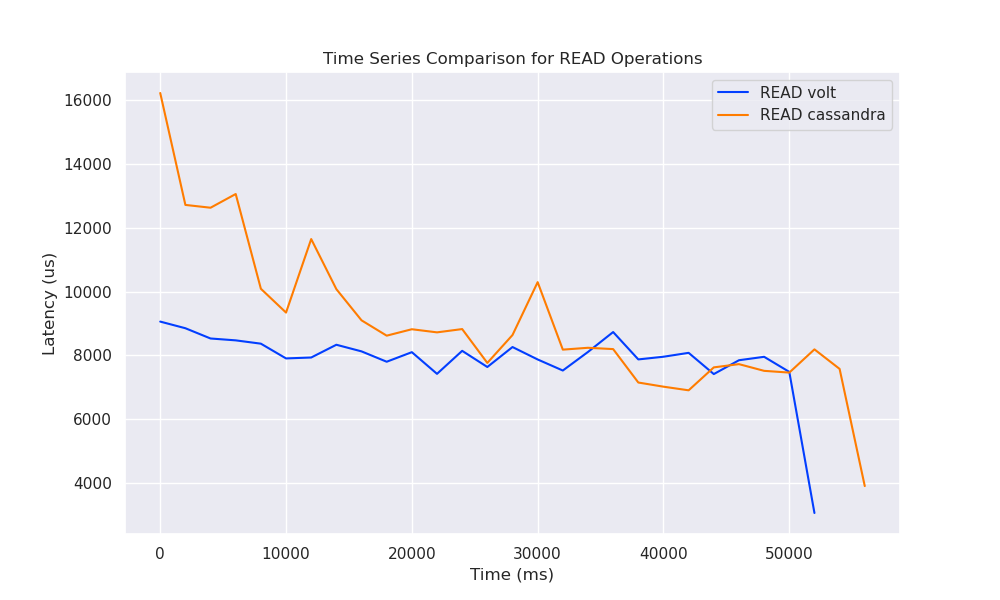 Time Series Comparison for READ Operations
READ volt
READ cassandra
16000
14000
12000
10000
8000
6000
4000
Latency (us)
0 10000 20000 30000 40000 50000
Time (ms)